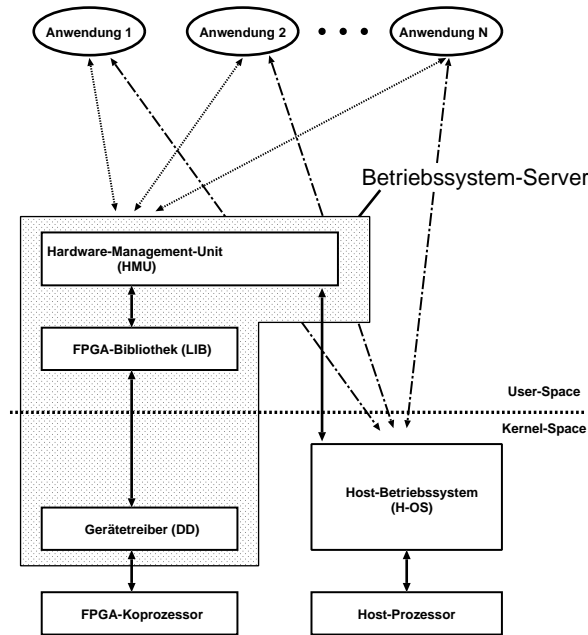 Anwendung 1
Anwendung 2
Anwendung N
Betriebssystem-Server
Hardware-Management-Unit
(HMU)
FPGA-Bibliothek (LIB)
User-Space
Kernel-Space
Host-Betriebssystem
(H-OS)
Gerätetreiber (DD)
FPGA-Koprozessor
Host-Prozessor